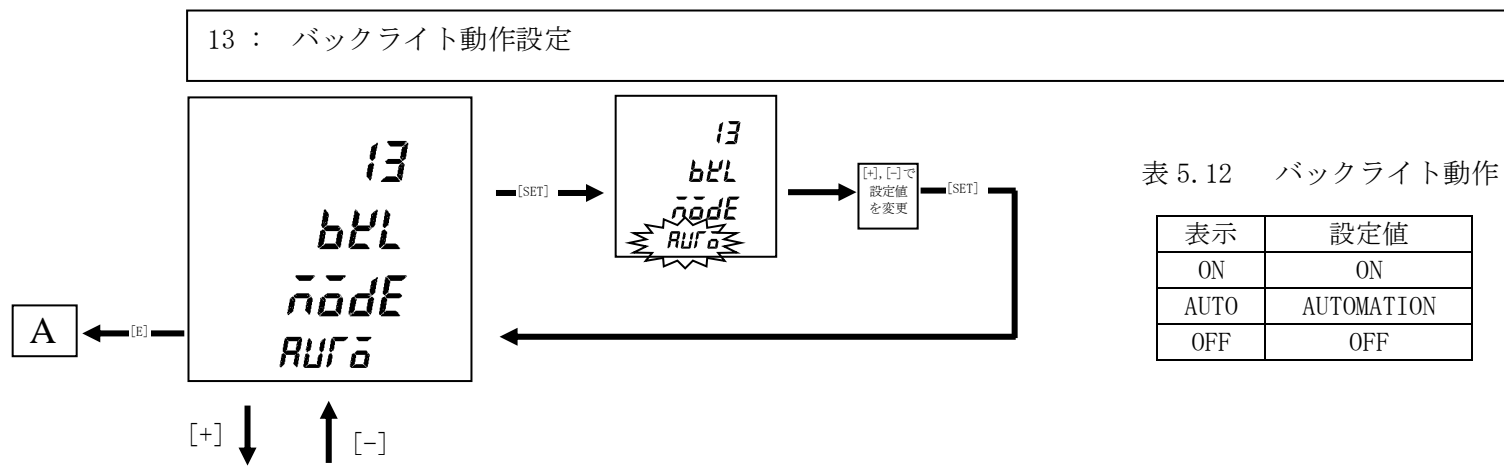 13 : バックライト動作設定
13
bKL
modE
AUTo
[SET]
13
bKL
modE
AUTo
[+],[-]で
設定値
を変更
[SET]
A
[E]
[+]
[-]
表 5.12 バックライト動作
表示 設定値
ON ON
AUTO AUTOMATION
OFF OFF